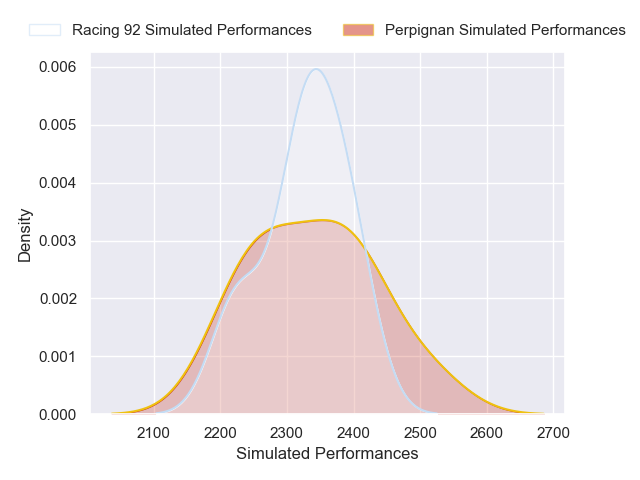 Racing 92 Simulated Performances Perpignan Simulated Performances
0.006
0.005
0.004
0.003
0.002
0.001
0.000
Density
2100 2200 2300 2400 2500 2600 2700
Simulated Performances